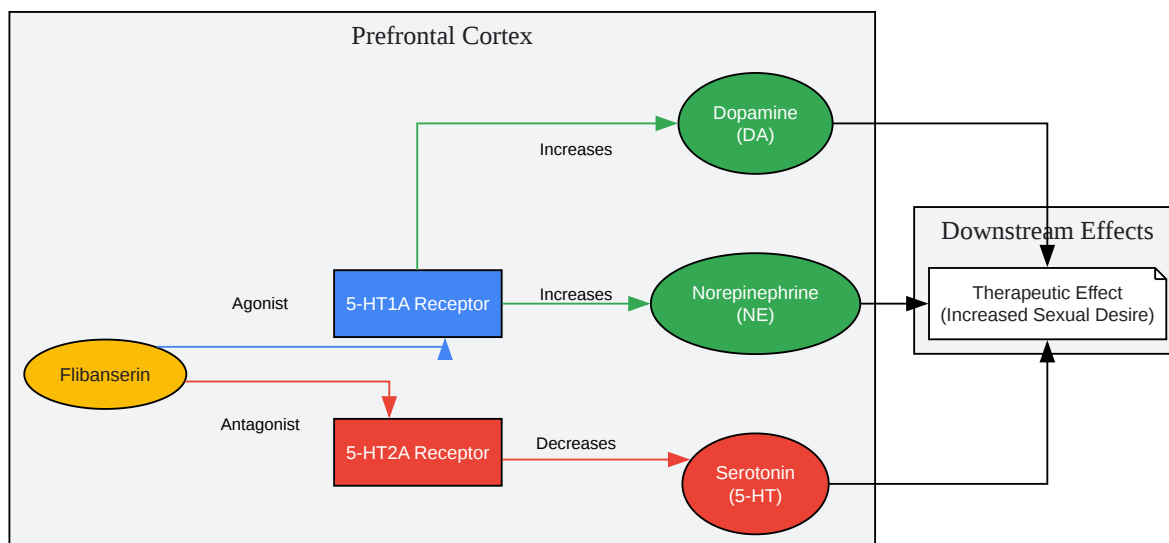 Prefrontal Cortex
Dopamine
(DA)
Increases
Downstream Effects
Agonist
5-HT1A Receptor
Increases
Norepinephrine
(NE)
Therapeutic Effect
(Increased Sexual Desire)
Flibanserin
Antagonist
5-HT2A Receptor
Decreases
Serotonin
(5-HT)